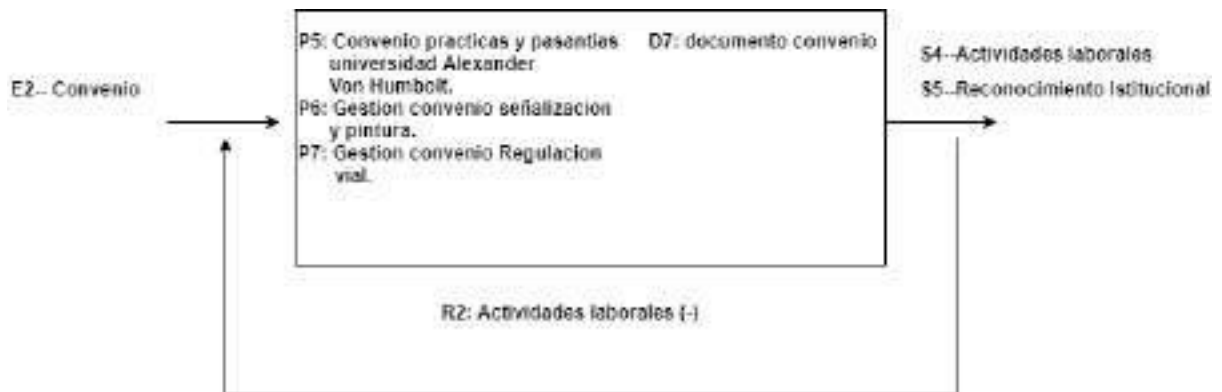 E2-- Convenio
P5: Convenio practicas y pasantias
universidad Alexander
Von Humbolt.
P6: Gestion convenio señalizacion
y pintura.
P7: Gestion convenio Regulacion
vial.
D7: documento convenio
S4--Actividades laborales
S5--Reconocimiento Istitucional
R2: Actividades laborales (-)